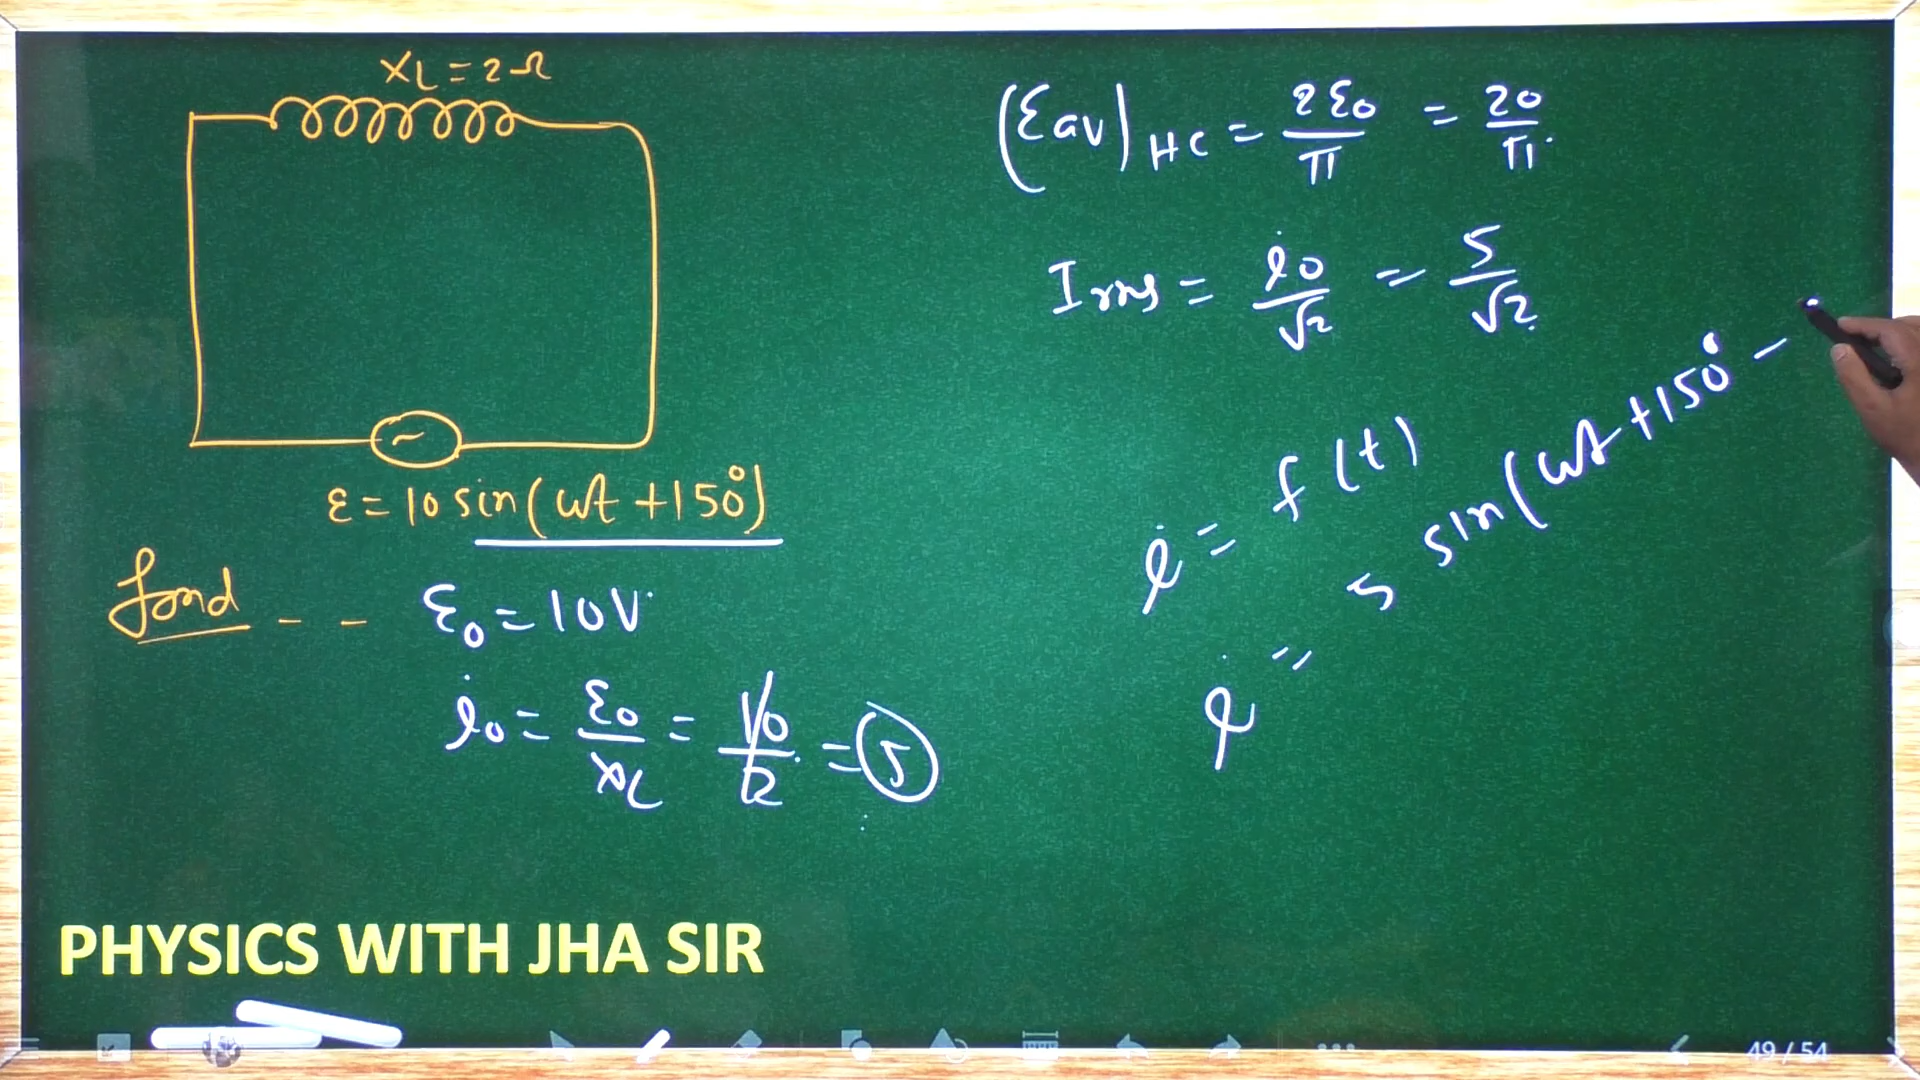 XL = 2Ω
ε = 10 sin(ωt + 150°)
find - -
ε0 = 10V
i0 = ε0/XL = 10/2 = 5
(εav)HC = 2ε0/π = 20/π
Irms = i0/√2 = 5/√2
i = f(t)
i = 5 sin(ωt + 150° -
PHYSICS WITH JHA SIR
49 / 54